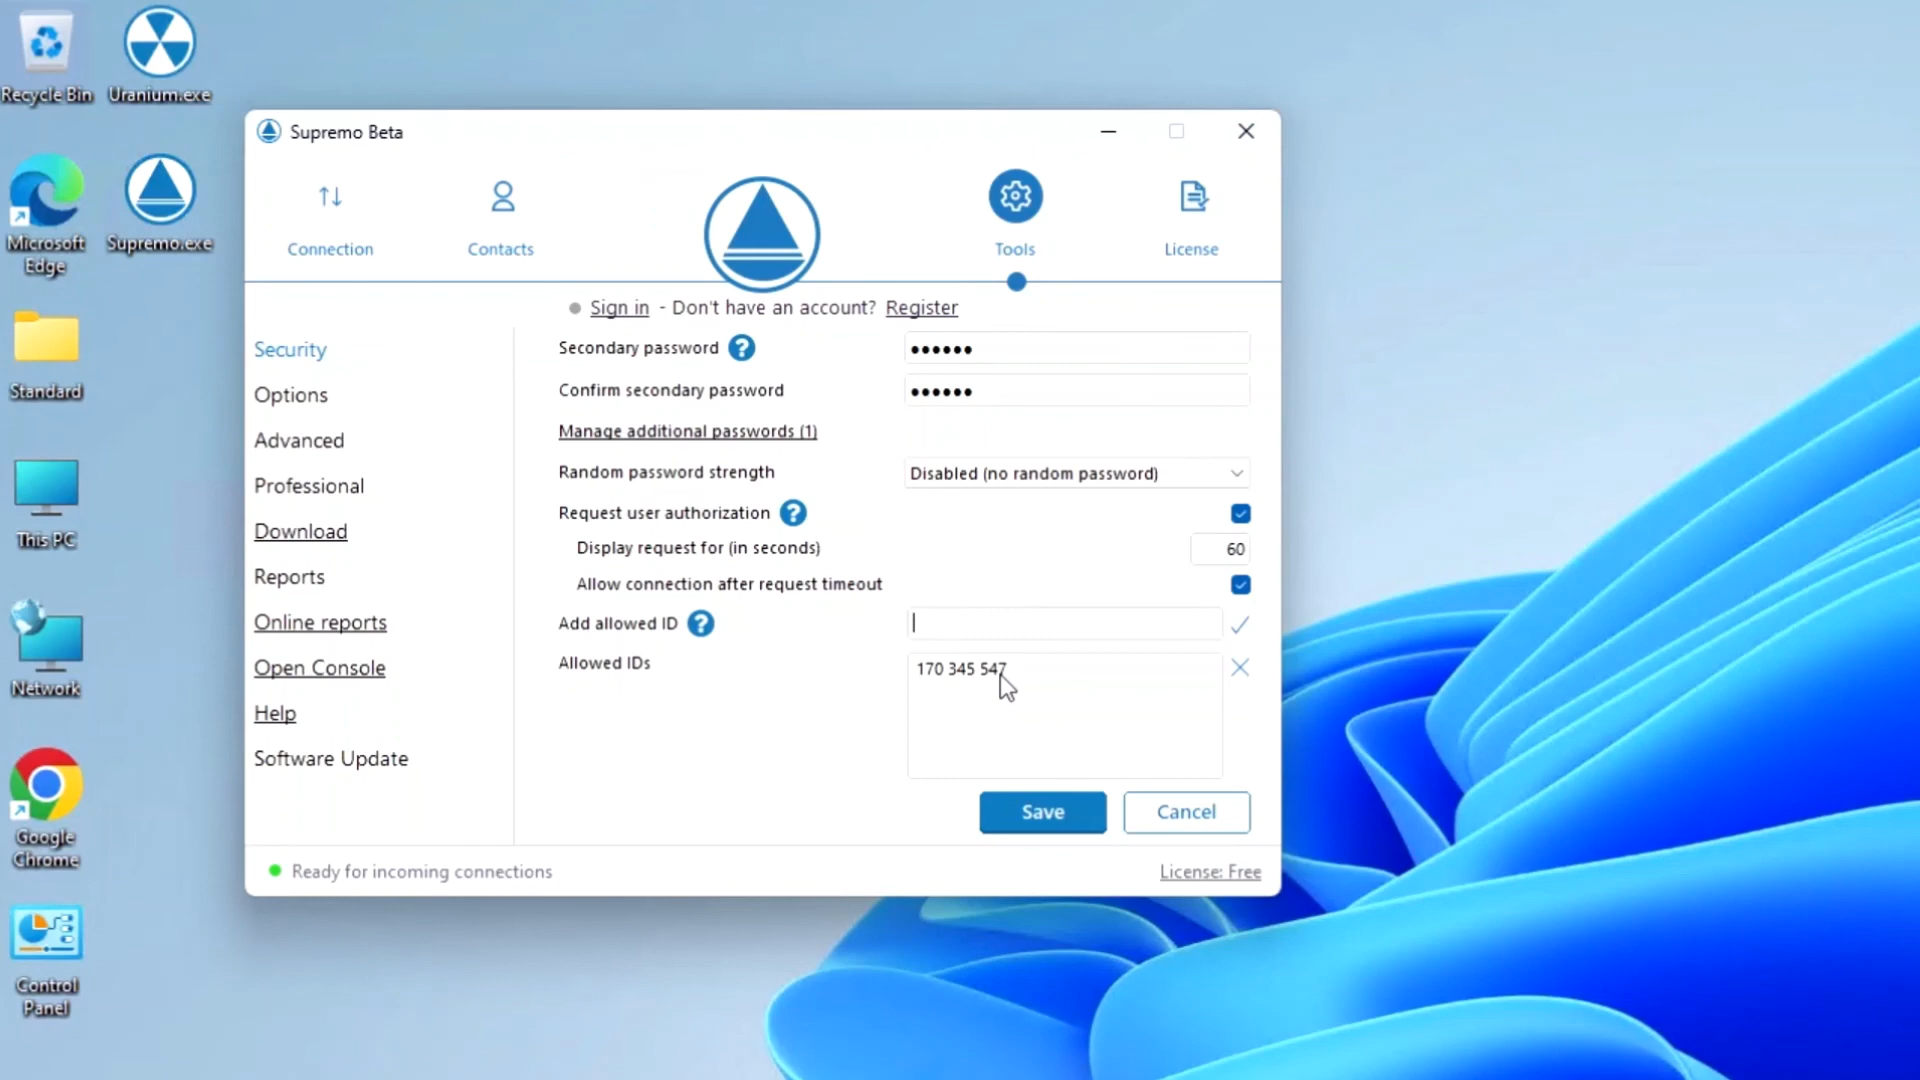 Recycle Bin
Uranium.exe
Microsoft
Edge
Supremo.exe
Standard
This PC
Network
Google
Chrome
Control
Panel
Supremo Beta
Connection
Contacts
Tools
License
Sign in - Don't have an account? Register
Security
Options
Advanced
Professional
Download
Reports
Online reports
Open Console
Help
Software Update
Secondary password ?
••••••
Confirm secondary password
••••••
Manage additional passwords (1)
Random password strength
Disabled (no random password)
Request user authorization ?
Display request for (in seconds)
60
Allow connection after request timeout
Add allowed ID ?
Allowed IDs
170 345 547
Save
Cancel
Ready for incoming connections
License: Free